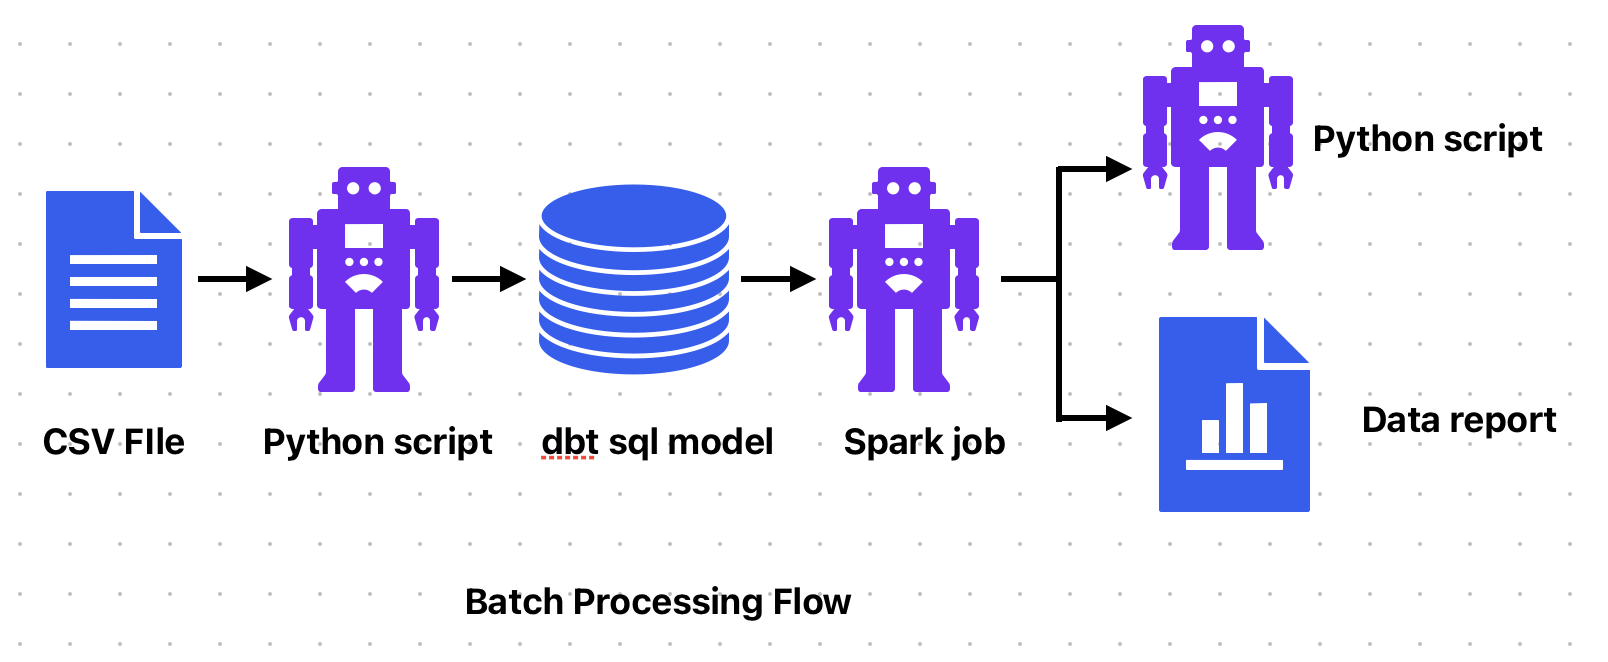 CSV FIle
Python script
dbt sql model
Spark job
Python script
Data report
Batch Processing Flow